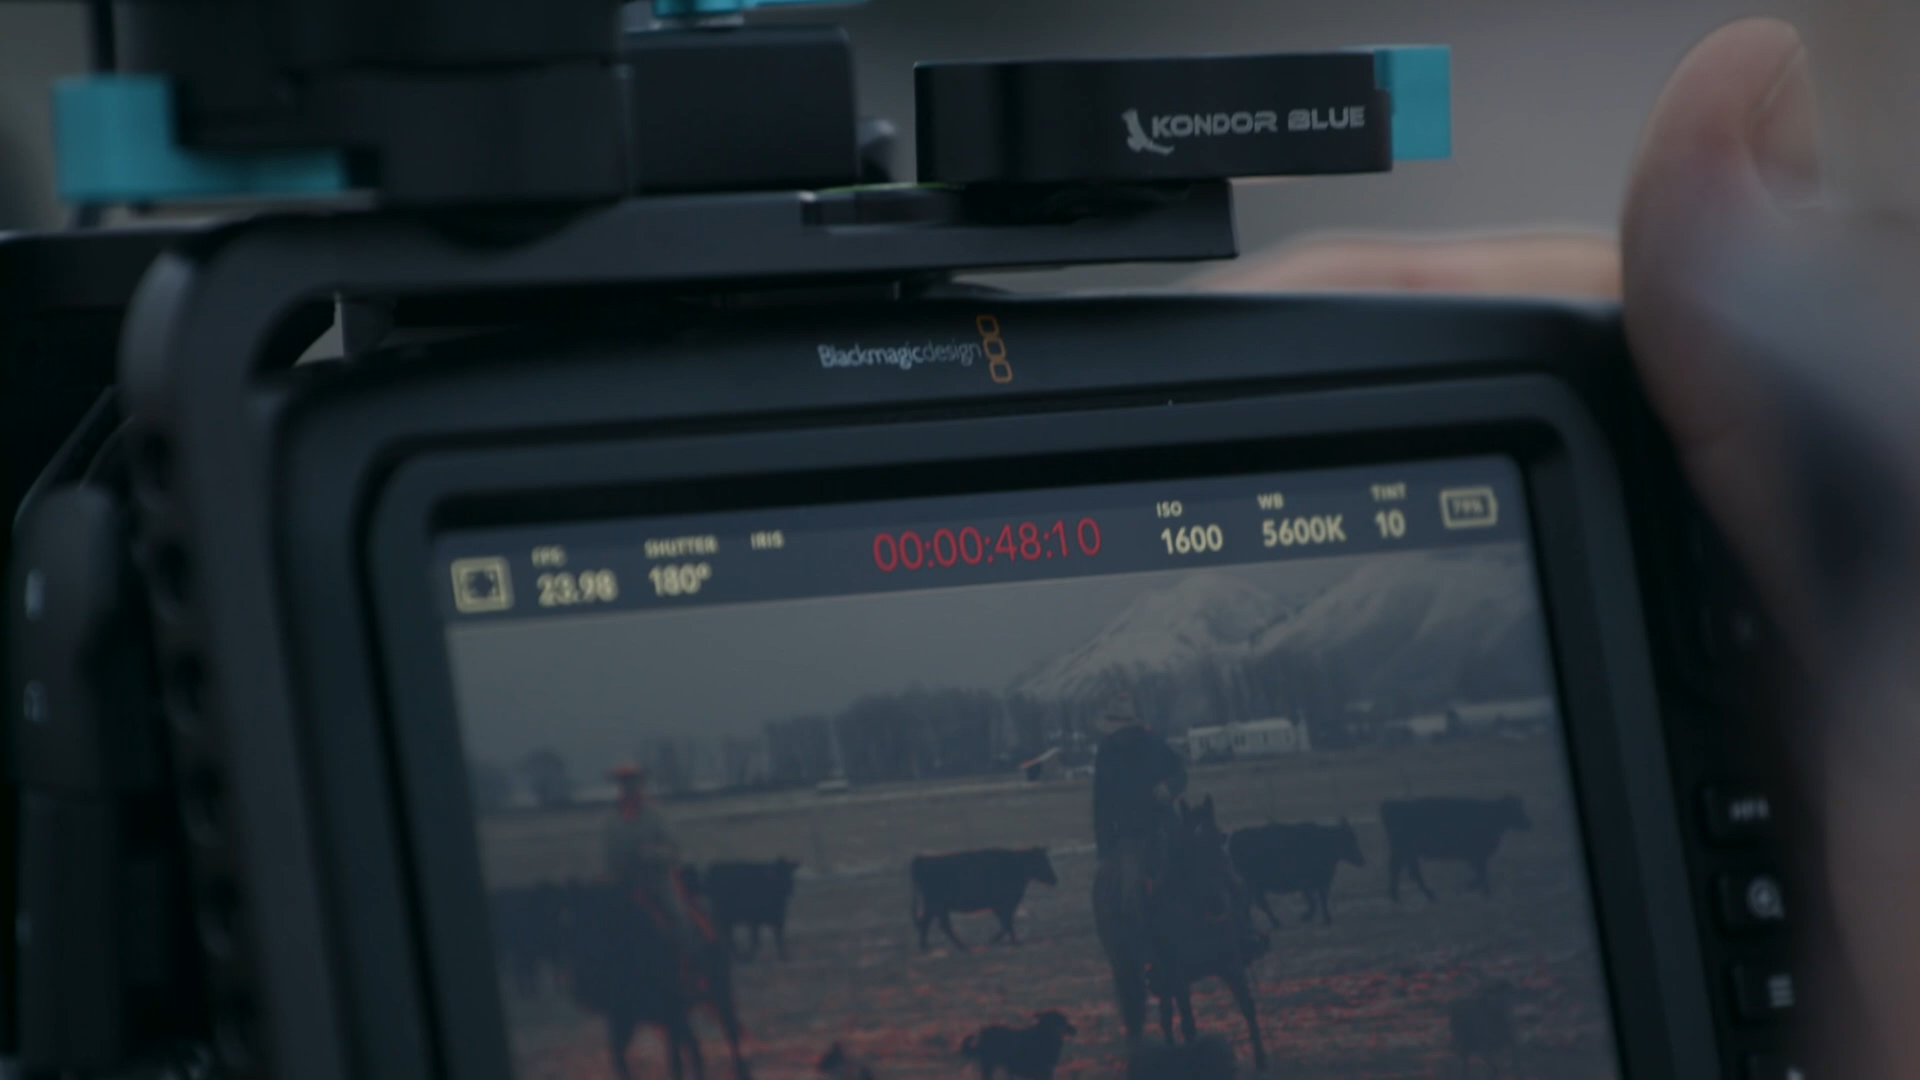 KONDOR BLUE
Blackmagicdesign
FPS SHUTTER IRIS 00:00:48:10 ISO WB TINT
23.98 180° 1600 5600K 10
79%